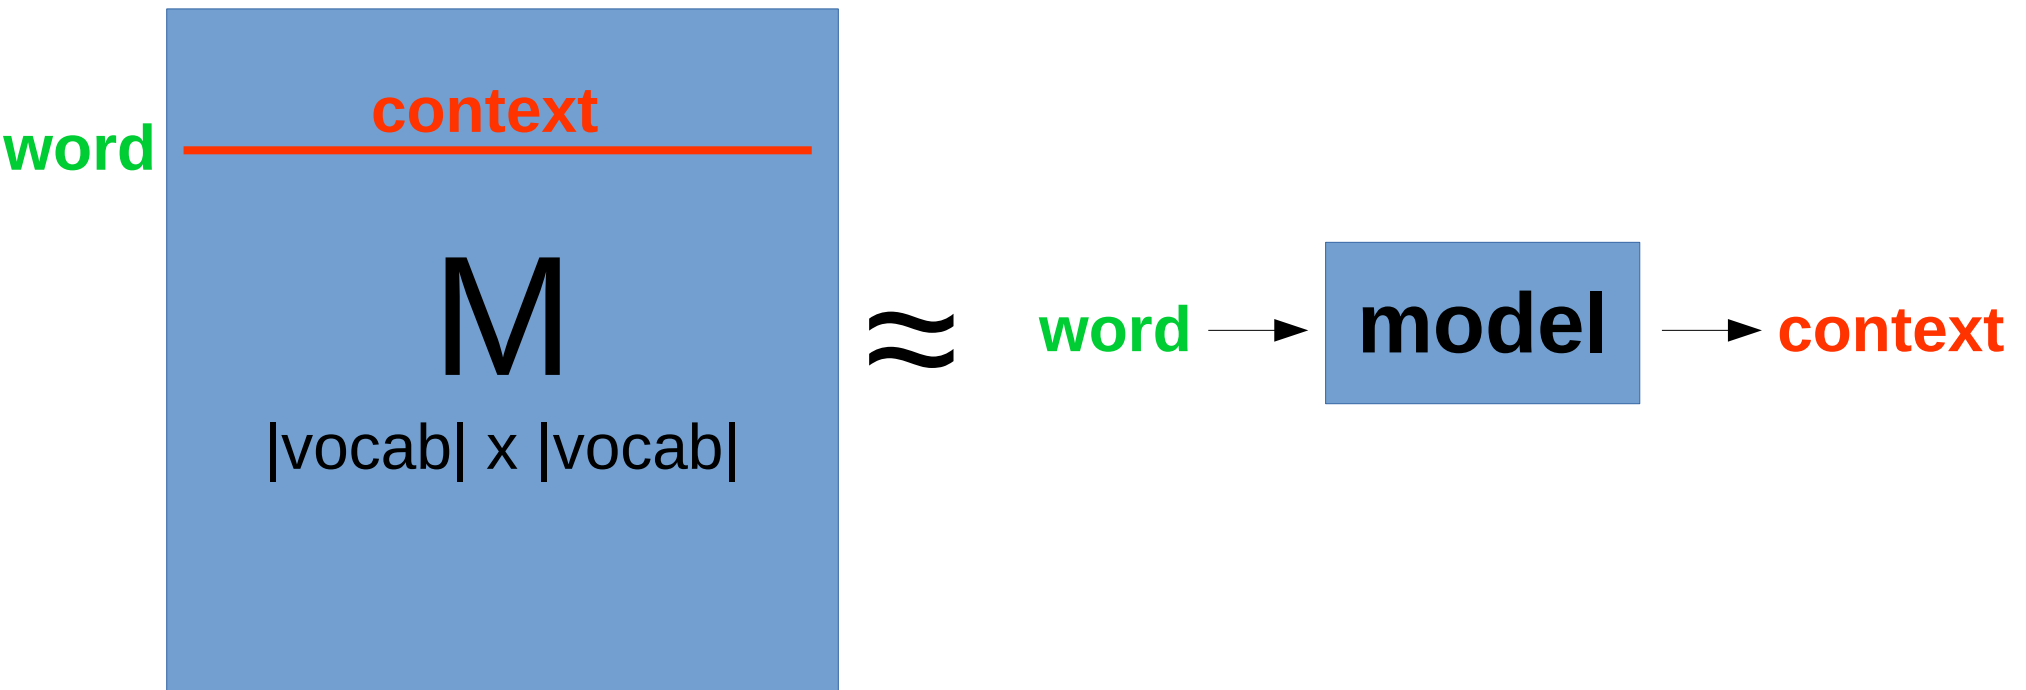 context
word
M
|vocab| x |vocab|
≈
word
model
context